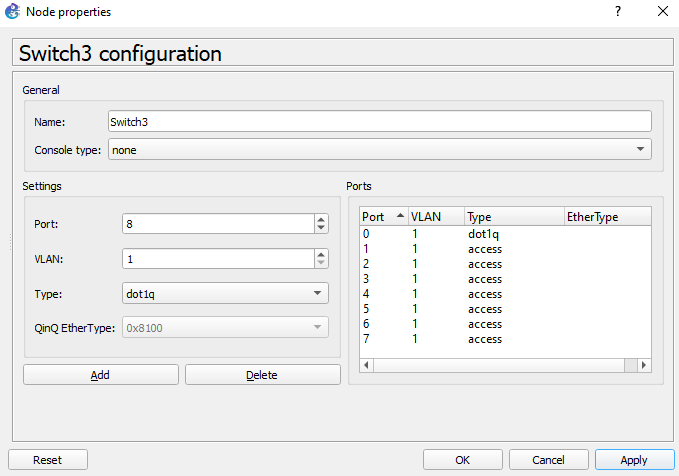 Node properties
?
Switch3 configuration
General
Name: Switch3
Console type: none
Settings
Port: 8
VLAN: 1
Type: dot1q
QinQ EtherType: 0x8100
Add Delete
Ports
Port VLAN Type EtherType
0 1 dot1q
1 1 access
2 1 access
3 1 access
4 1 access
5 1 access
6 1 access
7 1 access
Reset OK Cancel Apply